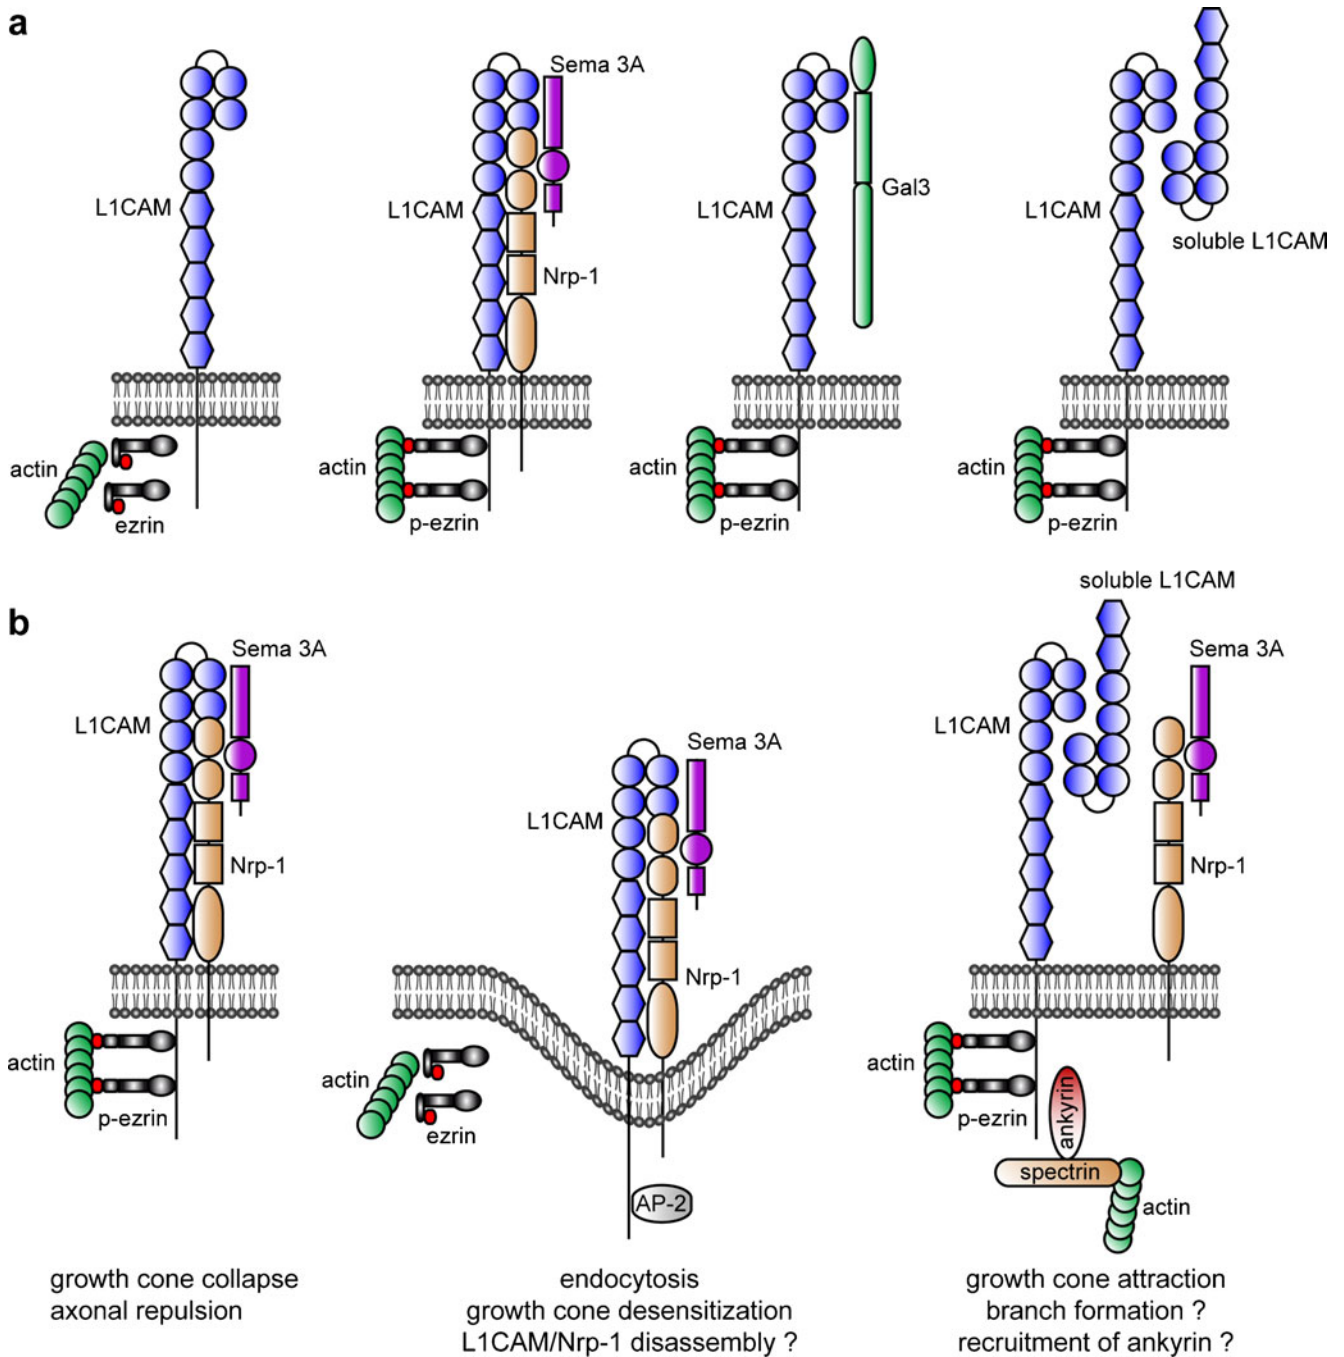 a
L1CAM
actin
ezrin
Sema 3A
L1CAM
Nrp-1
actin
p-ezrin
L1CAM
Gal3
actin
p-ezrin
L1CAM
soluble L1CAM
actin
p-ezrin
b
Sema 3A
L1CAM
Nrp-1
actin
p-ezrin
growth cone collapse
axonal repulsion
Sema 3A
L1CAM
Nrp-1
actin
ezrin
AP-2
endocytosis
growth cone desensitization
L1CAM/Nrp-1 disassembly ?
soluble L1CAM
Sema 3A
L1CAM
Nrp-1
actin
p-ezrin
ankyrin
spectrin
actin
growth cone attraction
branch formation ?
recruitment of ankyrin ?